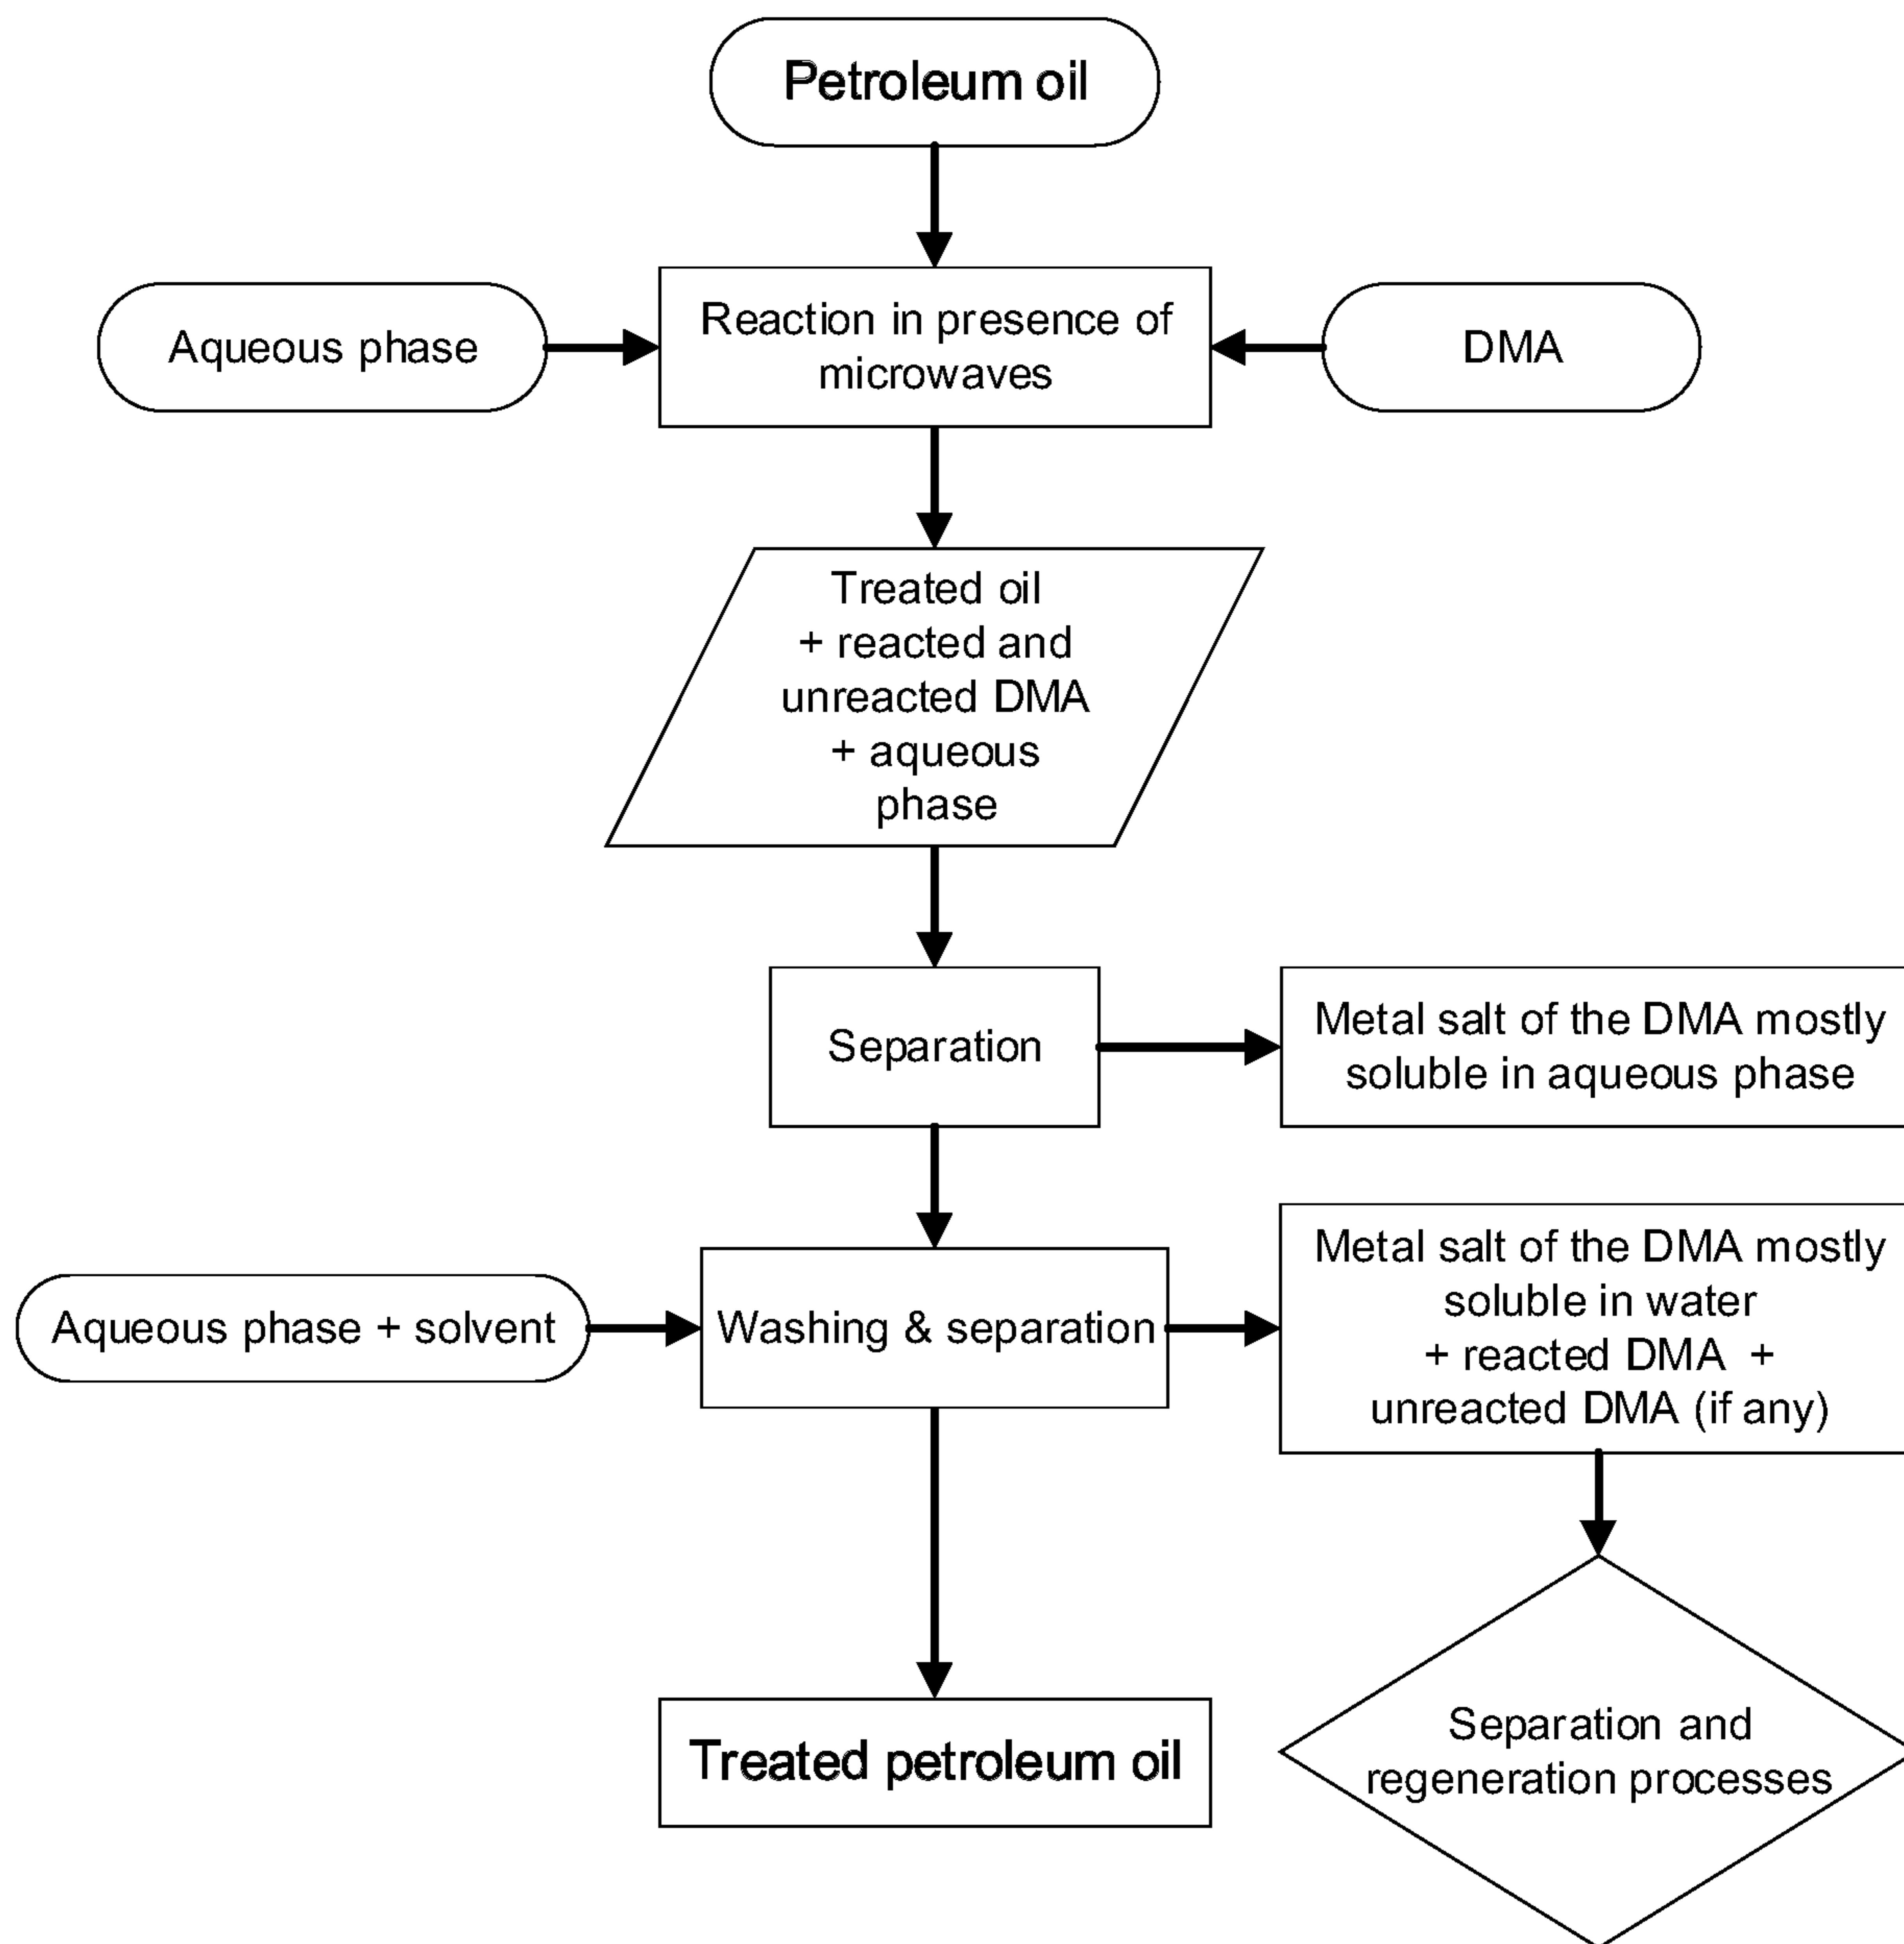 Petroleum oil
Aqueous phase
Reaction in presence of
microwaves
DMA
Treated oil
+ reacted and
unreacted DMA
+ aqueous
phase
Separation
Metal salt of the DMA mostly
soluble in aqueous phase
Aqueous phase + solvent
Washing & separation
Metal salt of the DMA mostly
soluble in water
+ reacted DMA +
unreacted DMA (if any)
Treated petroleum oil
Separation and
regeneration processes